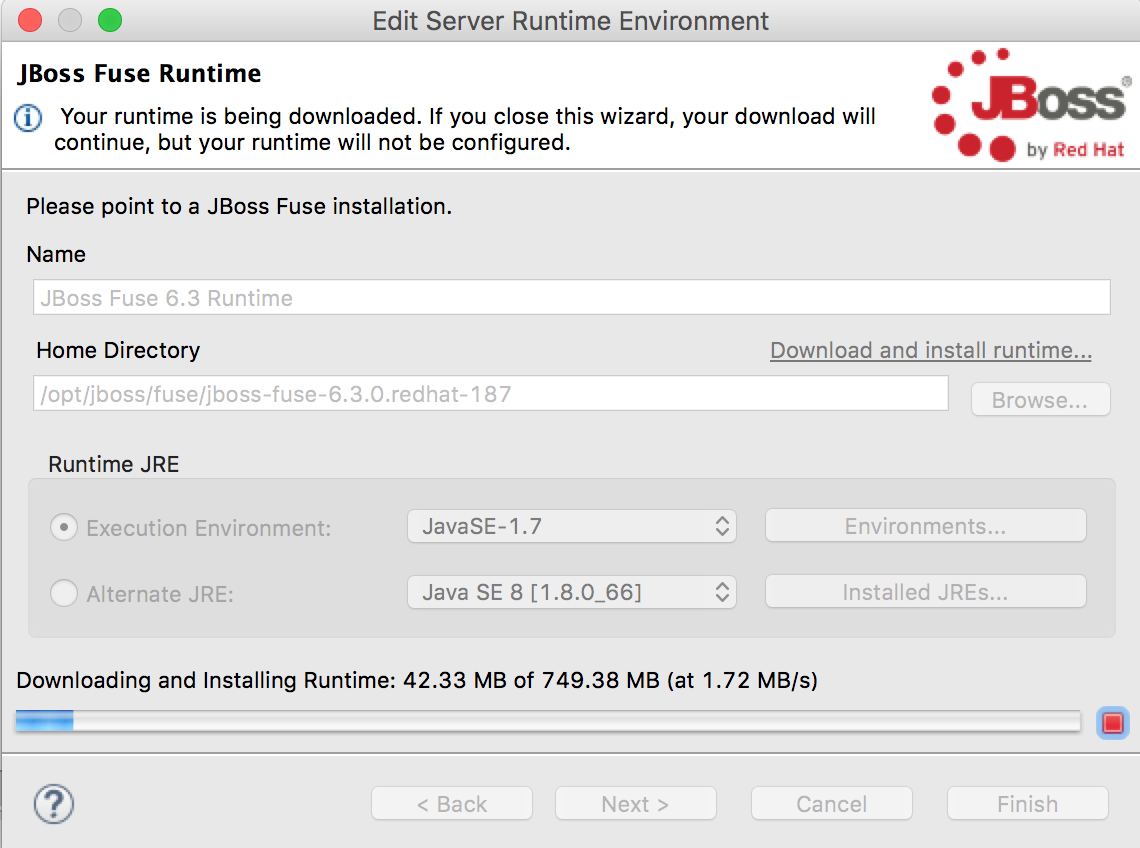 Edit Server Runtime Environment
JBoss Fuse Runtime
JBoss®
by Red Hat
Your runtime is being downloaded. If you close this wizard, your download will
continue, but your runtime will not be configured.
Please point to a JBoss Fuse installation.
Name
JBoss Fuse 6.3 Runtime
Home Directory
Download and install runtime...
/opt/jboss/fuse/jboss-fuse-6.3.0.redhat-187
Browse...
Runtime JRE
Execution Environment:
JavaSE-1.7
Environments...
Alternate JRE:
Java SE 8 [1.8.0_66]
Installed JREs...
Downloading and Installing Runtime: 42.33 MB of 749.38 MB (at 1.72 MB/s)
?
< Back
Next >
Cancel
Finish